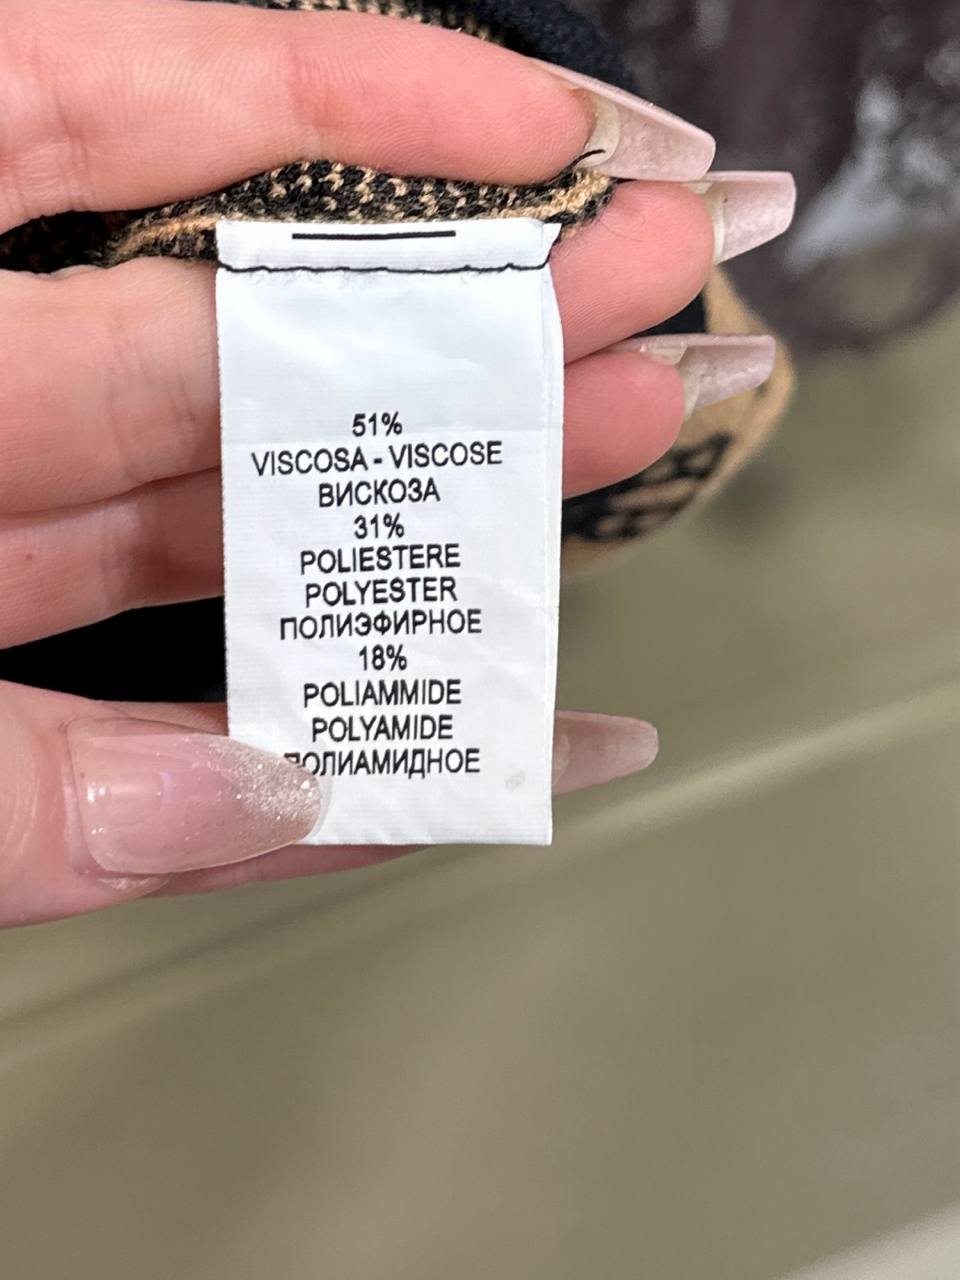 51%
VISCOSA - VISCOSE
ВИСКОЗА
31%
POLIESTERE
POLYESTER
ПОЛИЭФИРНОЕ
18%
POLIAMMIDE
POLYAMIDE
ПОЛИАМИДНОЕ